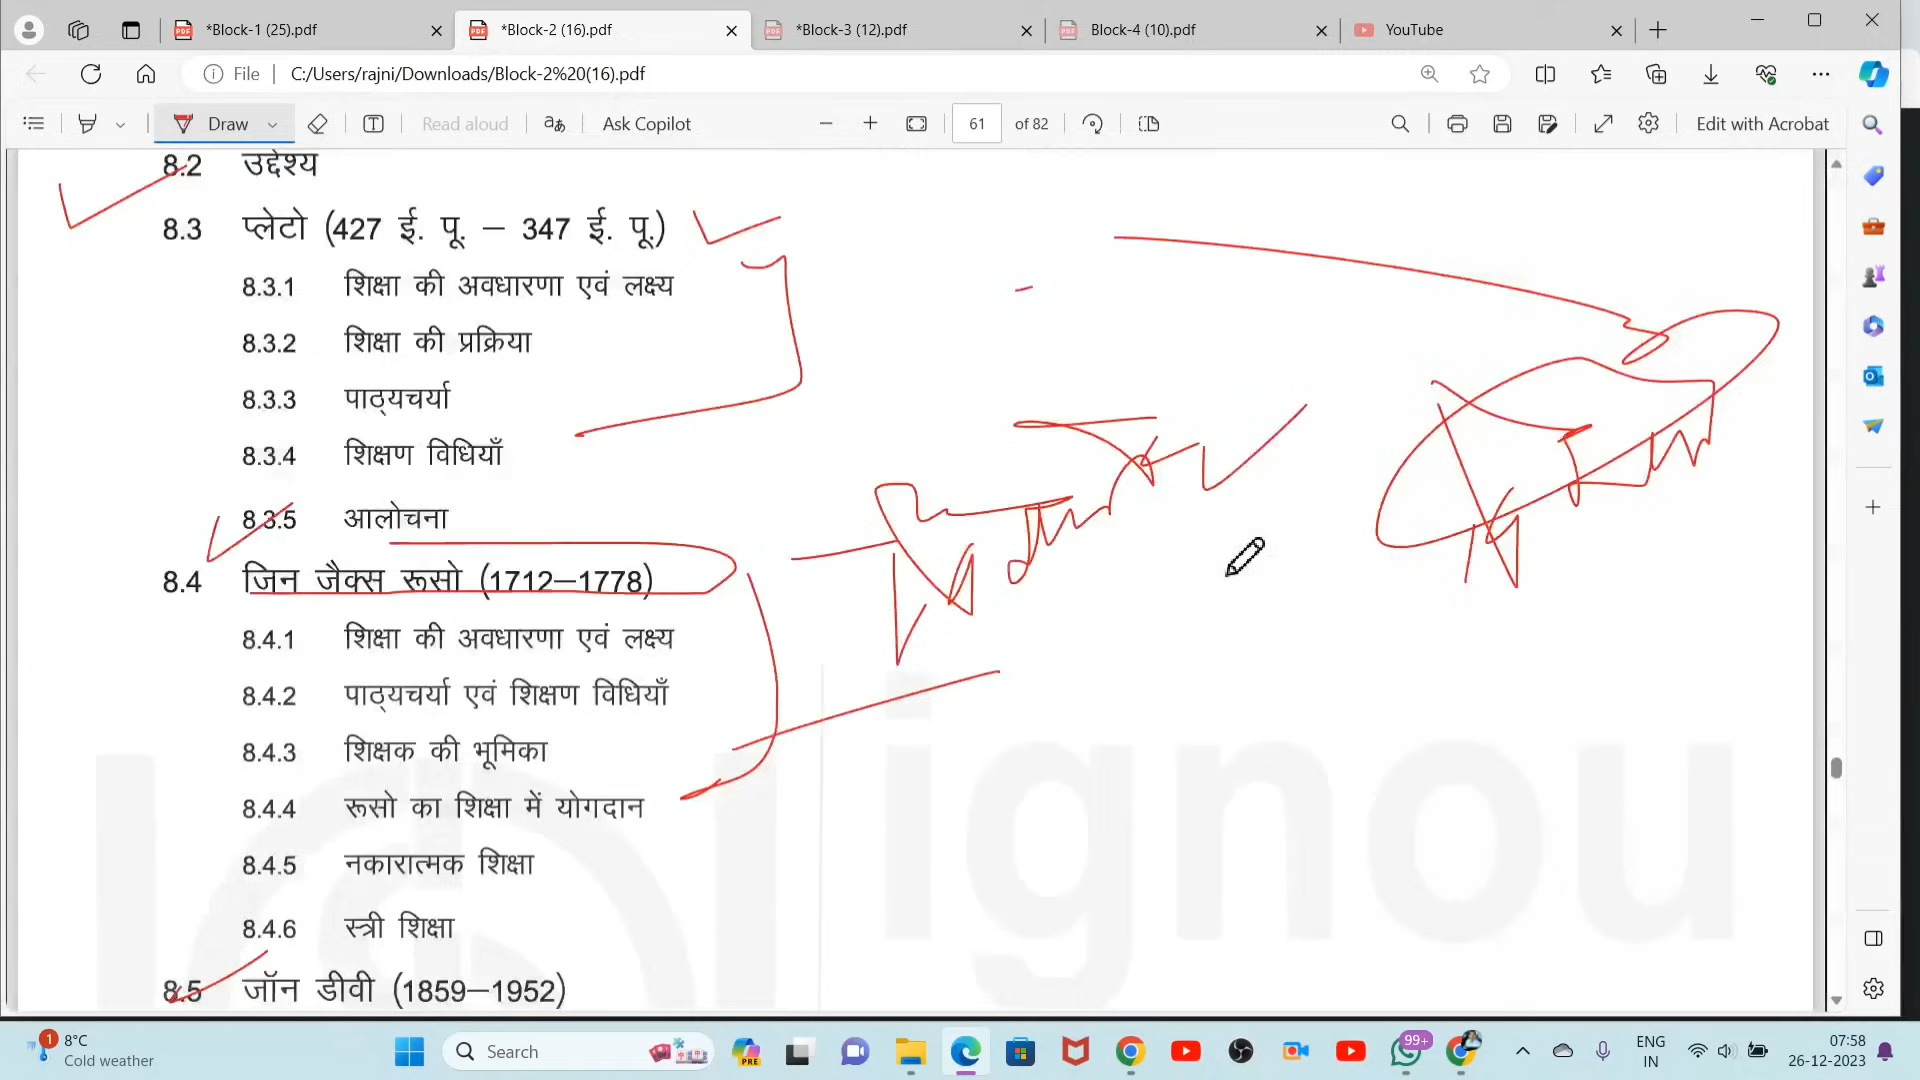 *Block-1 (25).pdf
*Block-2 (16).pdf
*Block-3 (12).pdf
Block-4 (10).pdf
YouTube
File
C:/Users/rajni/Downloads/Block-2%20(16).pdf
Draw
Read aloud
aあ
Ask Copilot
61 of 82
Edit with Acrobat
8.2 उद्देश्य
8.3 प्लेटो (427 ई. पू. – 347 ई. पू.)
8.3.1 शिक्षा की अवधारणा एवं लक्ष्य
8.3.2 शिक्षा की प्रक्रिया
8.3.3 पाठ्यचर्या
8.3.4 शिक्षण विधियाँ
8.3.5 आलोचना
8.4 जिन जैक्स रूसो (1712–1778)
8.4.1 शिक्षा की अवधारणा एवं लक्ष्य
8.4.2 पाठ्यचर्या एवं शिक्षण विधियाँ
8.4.3 शिक्षक की भूमिका
8.4.4 रूसो का शिक्षा में योगदान
8.4.5 नकारात्मक शिक्षा
8.4.6 स्त्री शिक्षा
8.5 जॉन डीवी (1859–1952)
ignou
1
8°C
Cold weather
Search
PRE
99+
ENG
IN
07:58
26-12-2023